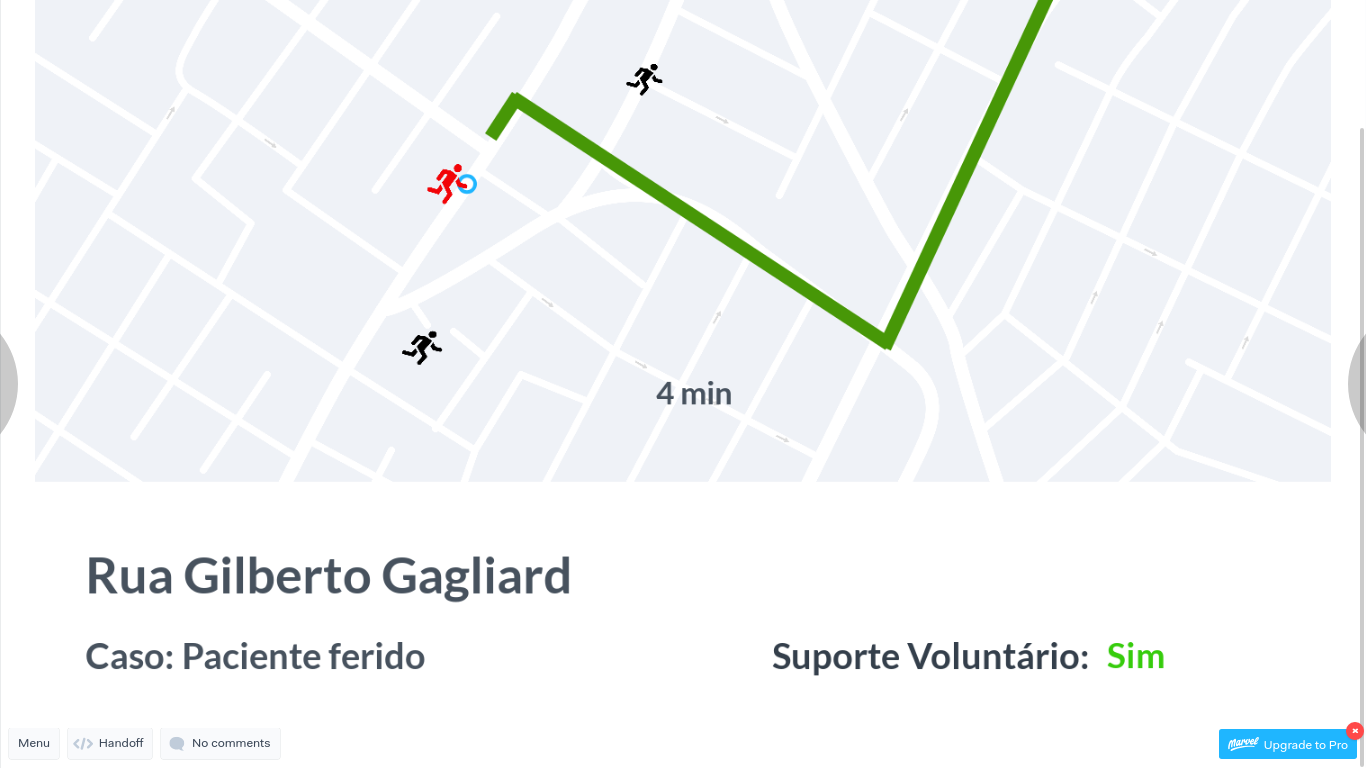 4 min
Rua Gilberto Gagliard
Caso: Paciente ferido
Suporte Voluntário: Sim
Menu
Handoff
No comments
Marvel Upgrade to Pro